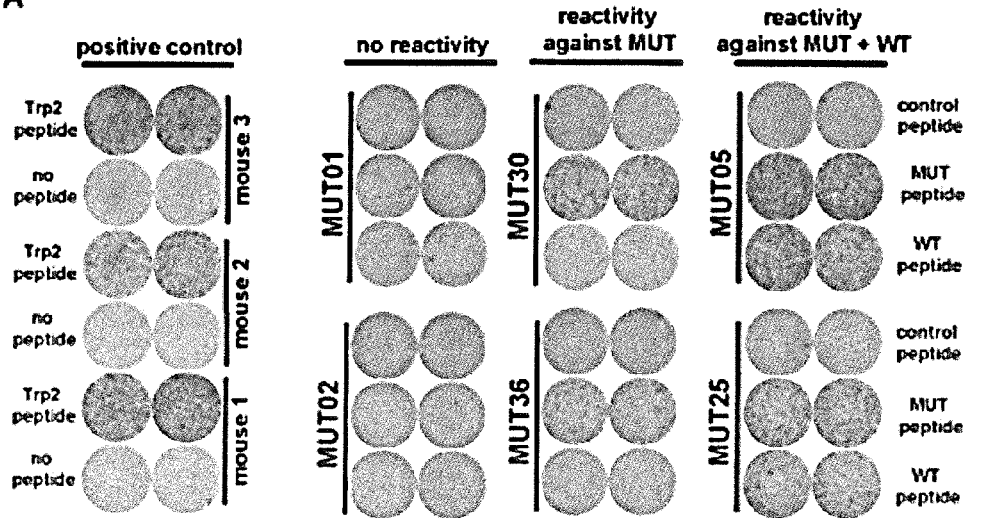 A
positive control
no reactivity
reactivity
against MUT
reactivity
against MUT + WT
Trp2
peptide
no
peptide
mouse 3
Trp2
peptide
no
peptide
mouse 2
Trp2
peptide
no
peptide
mouse 1
MUT01
MUT02
MUT30
MUT36
MUT05
MUT25
control
peptide
MUT
peptide
WT
peptide
control
peptide
MUT
peptide
WT
peptide